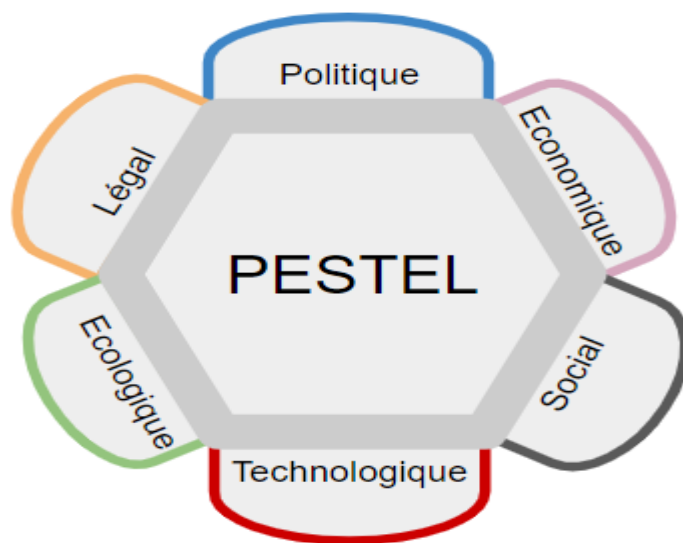 Politique
Economique
Social
Technologique
Ecologique
Légal
PESTEL